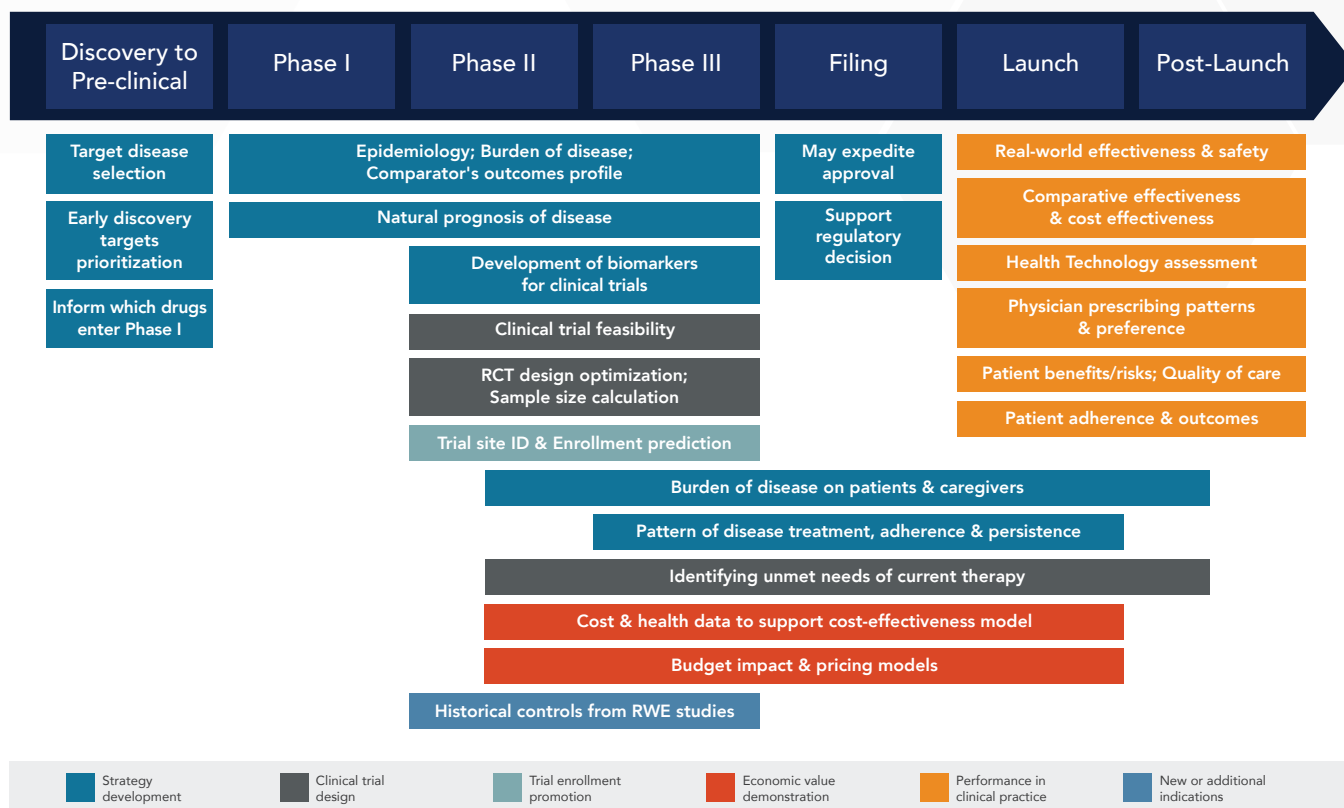 Discovery to
Pre-clinical
Phase I
Phase II
Phase III
Filing
Launch
Post-Launch
Target disease
selection
Early discovery
targets
prioritization
Inform which drugs
enter Phase I
Epidemiology; Burden of disease;
Comparator's outcomes profile
Natural prognosis of disease
Development of biomarkers
for clinical trials
Clinical trial feasibility
RCT design optimization;
Sample size calculation
Trial site ID & Enrollment prediction
May expedite
approval
Support
regulatory
decision
Real-world effectiveness & safety
Comparative effectiveness
& cost effectiveness
Health Technology assessment
Physician prescribing patterns
& preference
Patient benefits/risks; Quality of care
Patient adherence & outcomes
Burden of disease on patients & caregivers
Pattern of disease treatment, adherence & persistence
Identifying unmet needs of current therapy
Cost & health data to support cost-effectiveness model
Budget impact & pricing models
Historical controls from RWE studies
Strategy
development
Clinical trial
design
Trial enrollment
promotion
Economic value
demonstration
Performance in
clinical practice
New or additional
indications